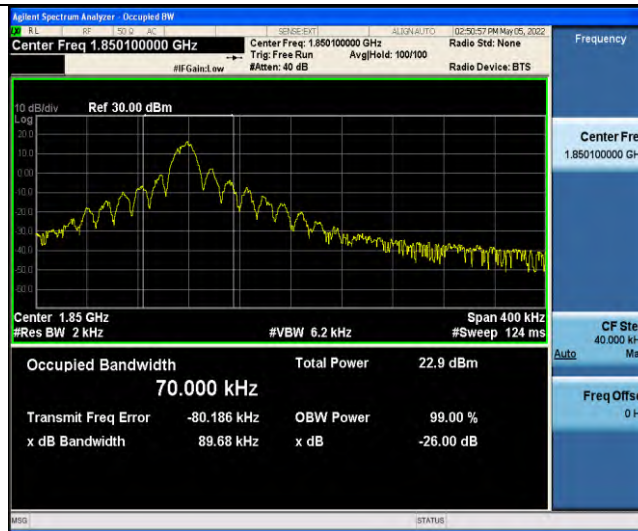 Agilent Spectrum Analyzer - Occupied BW
RL RF 50 Ω AC SENSE:EXT ALIGN AUTO 02:50:57 PM May 05, 2022
Center Freq 1.850100000 GHz
Center Freq: 1.850100000 GHz Radio Std: None
Trig: Free Run Avg|Hold: 100/100
#IFGain:Low #Atten: 40 dB Radio Device: BTS
Frequency
10 dB/div Ref 30.00 dBm
Log
20.0
10.0
0.00
-10.0
-20.0
-30.0
-40.0
-50.0
-60.0
Center Fre
1.850100000 GH
Center 1.85 GHz Span 400 kHz
#Res BW 2 kHz #VBW 6.2 kHz #Sweep 124 ms
CF Ste
40.000 kH
Auto Ma
Occupied Bandwidth Total Power 22.9 dBm
70.000 kHz
Freq Offse
0 H
Transmit Freq Error -80.186 kHz OBW Power 99.00 %
x dB Bandwidth 89.68 kHz x dB -26.00 dB
MSG STATUS